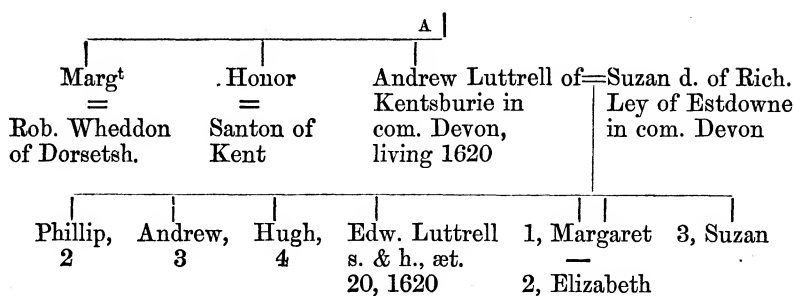 A
Margᵗ
Honor
Andrew Luttrell of=Suzan d. of Rich.
=
=
Kentsburie in
Ley of Estdowne
Rob. Wheddon
Santon of
com. Devon,
in com. Devon
of Dorsetsh.
Kent
living 1620
Phillip,
Andrew,
Hugh,
Edw. Luttrell
1, Margaret
3, Suzan
2
3
4
s. & h., æt.
20, 1620
2, Elizabeth